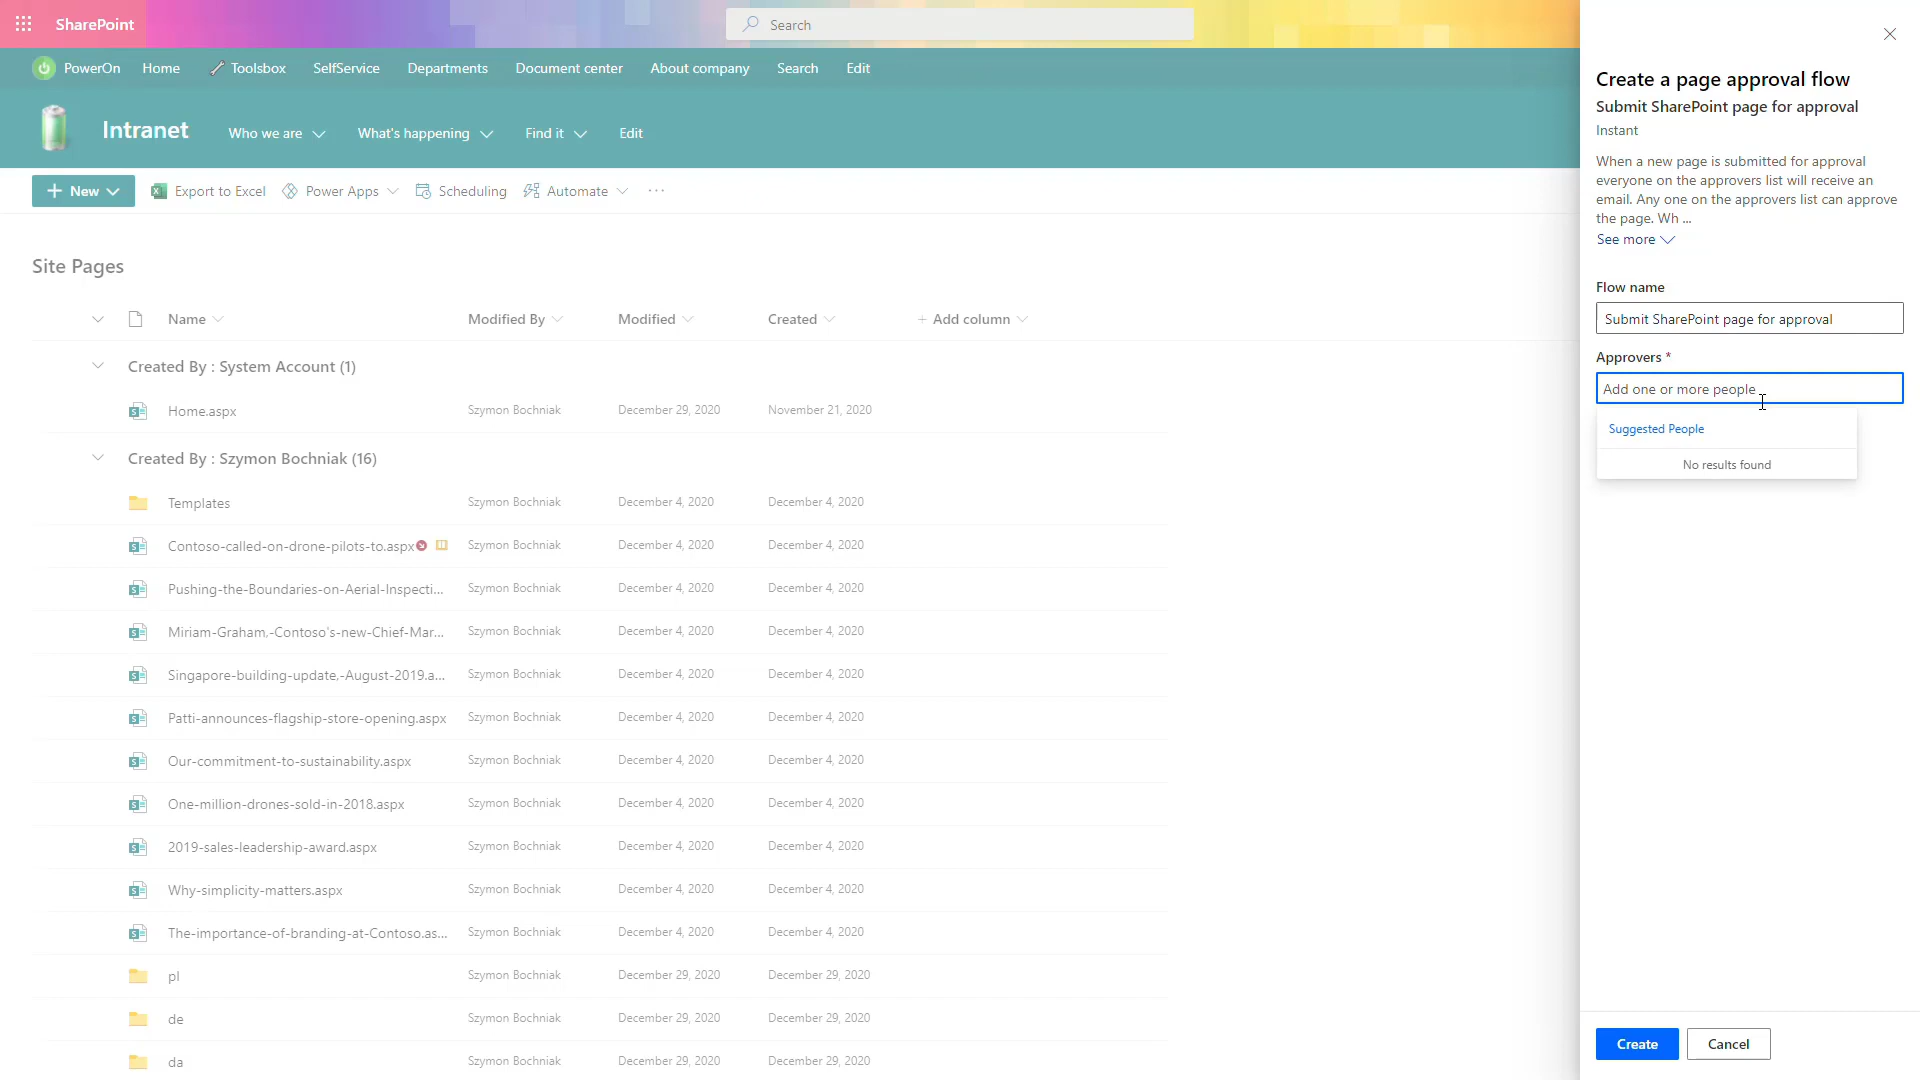 SharePoint
Search
PowerOn Home Toolsbox SelfService Departments Document center About company Search Edit
Intranet Who we are What's happening Find it Edit
+ New Export to Excel Power Apps Scheduling Automate ···
Site Pages
Name Modified By Modified Created + Add column
Created By : System Account (1)
Home.aspx Szymon Bochniak December 29, 2020 November 21, 2020
Created By : Szymon Bochniak (16)
Templates Szymon Bochniak December 4, 2020 December 4, 2020
Contoso-called-on-drone-pilots-to.aspx Szymon Bochniak December 4, 2020 December 4, 2020
Pushing-the-Boundaries-on-Aerial-Inspecti... Szymon Bochniak December 4, 2020 December 4, 2020
Miriam-Graham,-Contoso's-new-Chief-Mar... Szymon Bochniak December 4, 2020 December 4, 2020
Singapore-building-update,-August-2019.a... Szymon Bochniak December 4, 2020 December 4, 2020
Patti-announces-flagship-store-opening.aspx Szymon Bochniak December 4, 2020 December 4, 2020
Our-commitment-to-sustainability.aspx Szymon Bochniak December 4, 2020 December 4, 2020
One-million-drones-sold-in-2018.aspx Szymon Bochniak December 4, 2020 December 4, 2020
2019-sales-leadership-award.aspx Szymon Bochniak December 4, 2020 December 4, 2020
Why-simplicity-matters.aspx Szymon Bochniak December 4, 2020 December 4, 2020
The-importance-of-branding-at-Contoso.as... Szymon Bochniak December 4, 2020 December 4, 2020
pl Szymon Bochniak December 29, 2020 December 29, 2020
de Szymon Bochniak December 29, 2020 December 29, 2020
da Szymon Bochniak December 29, 2020 December 29, 2020
Create a page approval flow
Submit SharePoint page for approval
Instant
When a new page is submitted for approval
everyone on the approvers list will receive an
email. Any one on the approvers list can approve
the page. Wh ...
See more
Flow name
Submit SharePoint page for approval
Approvers *
Add one or more people
Suggested People
No results found
Create Cancel